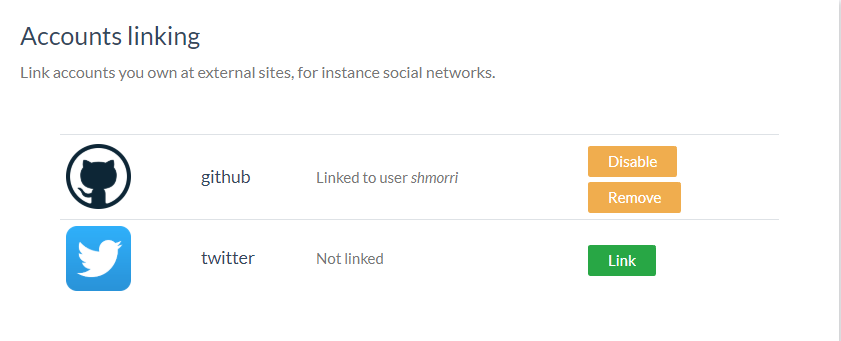 Accounts linking
Link accounts you own at external sites, for instance social networks.
github
Linked to user shmorri
Disable
Remove
twitter
Not linked
Link